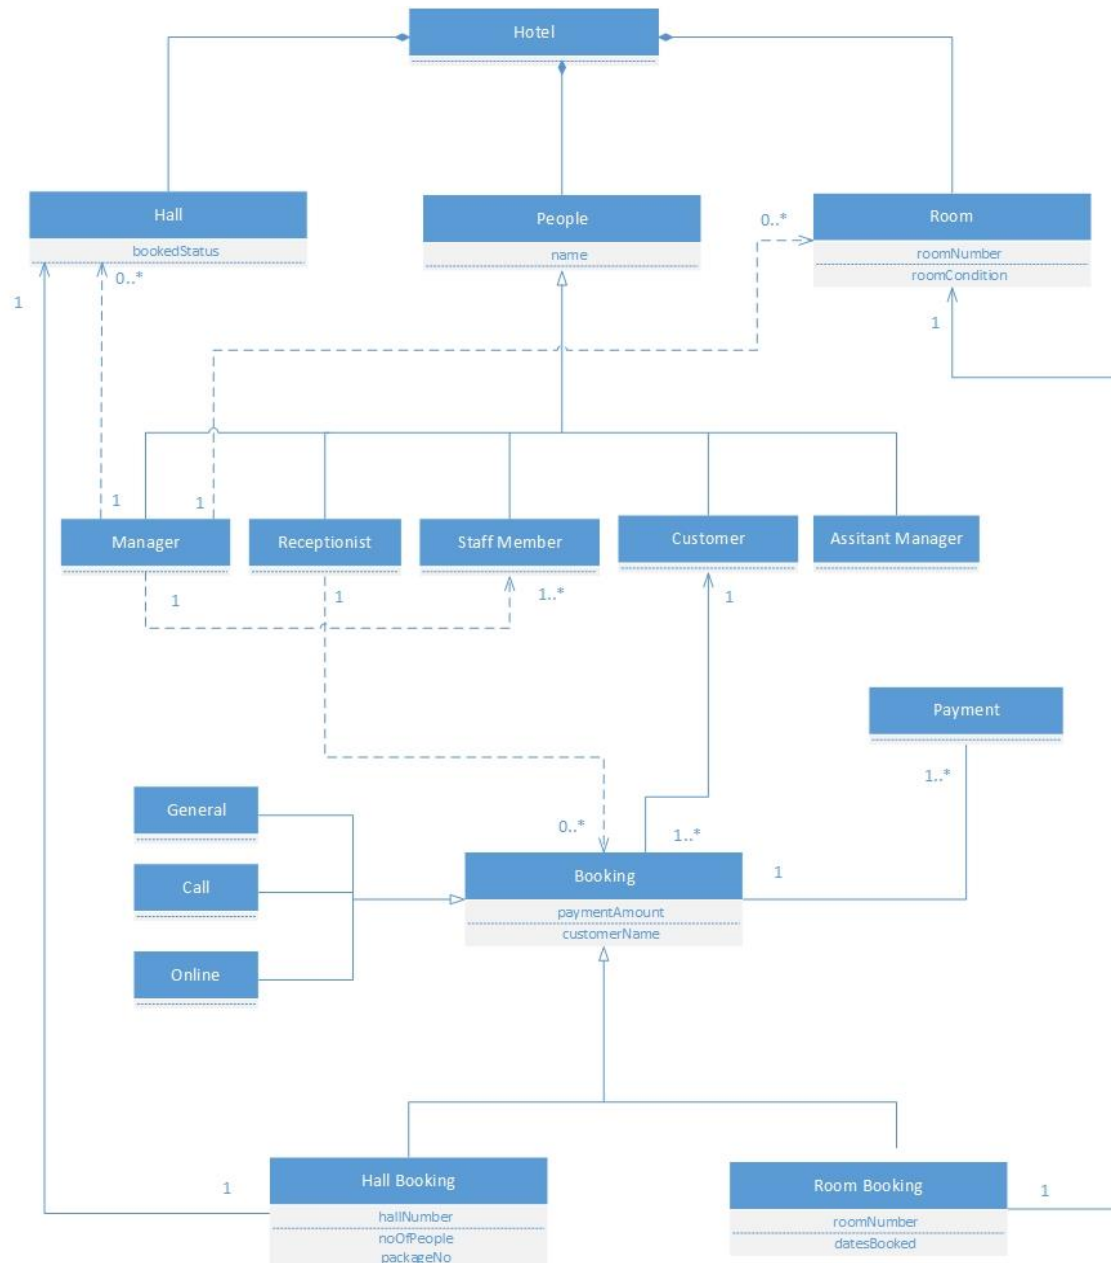 Hotel
Hall
bookedStatus
People
name
0..*
Room
roomNumber
roomCondition
0..*
1
1
1
1
Manager
Receptionist
Staff Member
Customer
Assitant Manager
1
1
1..*
1
Payment
1..*
General
Call
Online
0..*
1..*
Booking
1
paymentAmount
customerName
1
Hall Booking
hallNumber
noOfPeople
packageNo
Room Booking
roomNumber
datesBooked
1